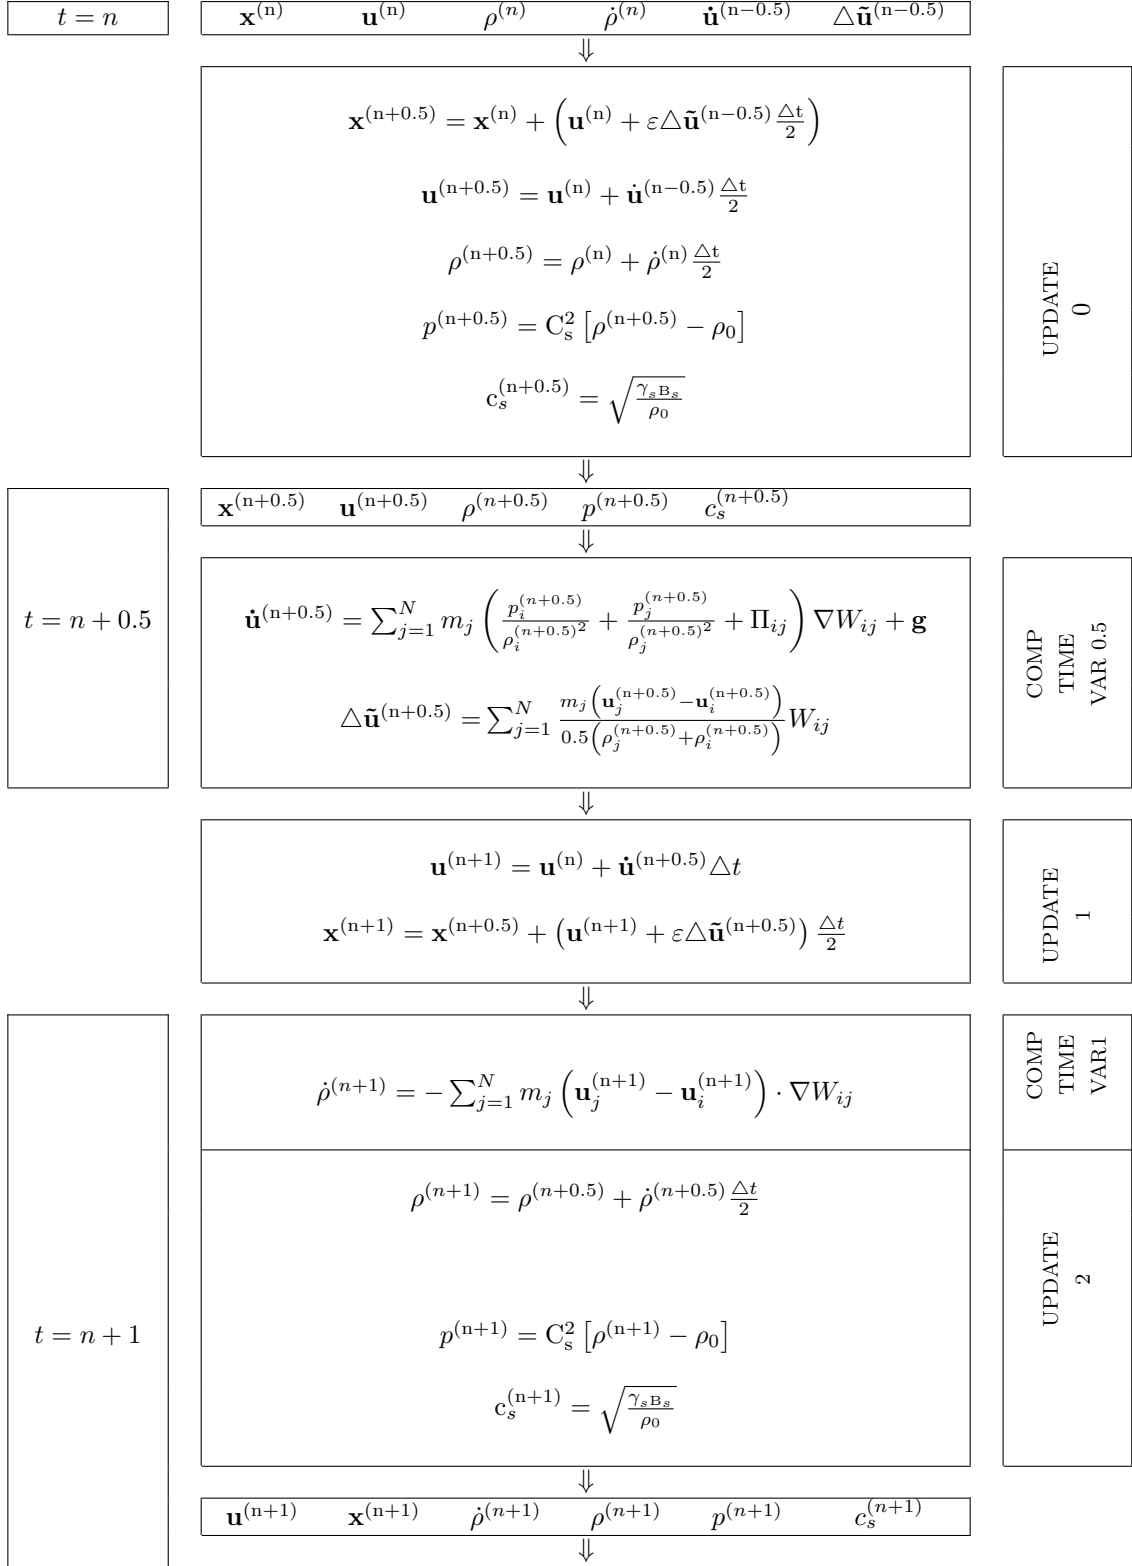 t = n x^(n) u^(n) ρ^(n) ρ̇^(n) u̇^(n−0.5) △ũ^(n−0.5)
⇓
x^(n+0.5) = x^(n) + (u^(n) + ε△ũ^(n−0.5) △t/2)
u^(n+0.5) = u^(n) + u̇^(n−0.5) △t/2
ρ^(n+0.5) = ρ^(n) + ρ̇^(n) △t/2
p^(n+0.5) = C_s^2 [ρ^(n+0.5) − ρ_0]
c_s^(n+0.5) = √(γ_s B_s / ρ_0)
UPDATE
0
⇓
x^(n+0.5) u^(n+0.5) ρ^(n+0.5) p^(n+0.5) c_s^(n+0.5)
⇓
t = n + 0.5
u̇^(n+0.5) = ∑_{j=1}^N m_j (p_i^(n+0.5) / ρ_i^(n+0.5)^2 + p_j^(n+0.5) / ρ_j^(n+0.5)^2 + Π_ij) ∇W_ij + g
△ũ^(n+0.5) = ∑_{j=1}^N m_j(u_j^(n+0.5) − u_i^(n+0.5)) / 0.5(ρ_j^(n+0.5) + ρ_i^(n+0.5)) W_ij
COMP
TIME
VAR 0.5
⇓
u^(n+1) = u^(n) + u̇^(n+0.5) △t
x^(n+1) = x^(n+0.5) + (u^(n+1) + ε△ũ^(n+0.5)) △t/2
UPDATE
1
⇓
ρ̇^(n+1) = − ∑_{j=1}^N m_j (u_j^(n+1) − u_i^(n+1)) · ∇W_ij
COMP
TIME
VAR1
ρ^(n+1) = ρ^(n+0.5) + ρ̇^(n+0.5) △t/2
t = n + 1
p^(n+1) = C_s^2 [ρ^(n+1) − ρ_0]
c_s^(n+1) = √(γ_s B_s / ρ_0)
UPDATE
2
⇓
u^(n+1) x^(n+1) ρ̇^(n+1) ρ^(n+1) p^(n+1) c_s^(n+1)
⇓